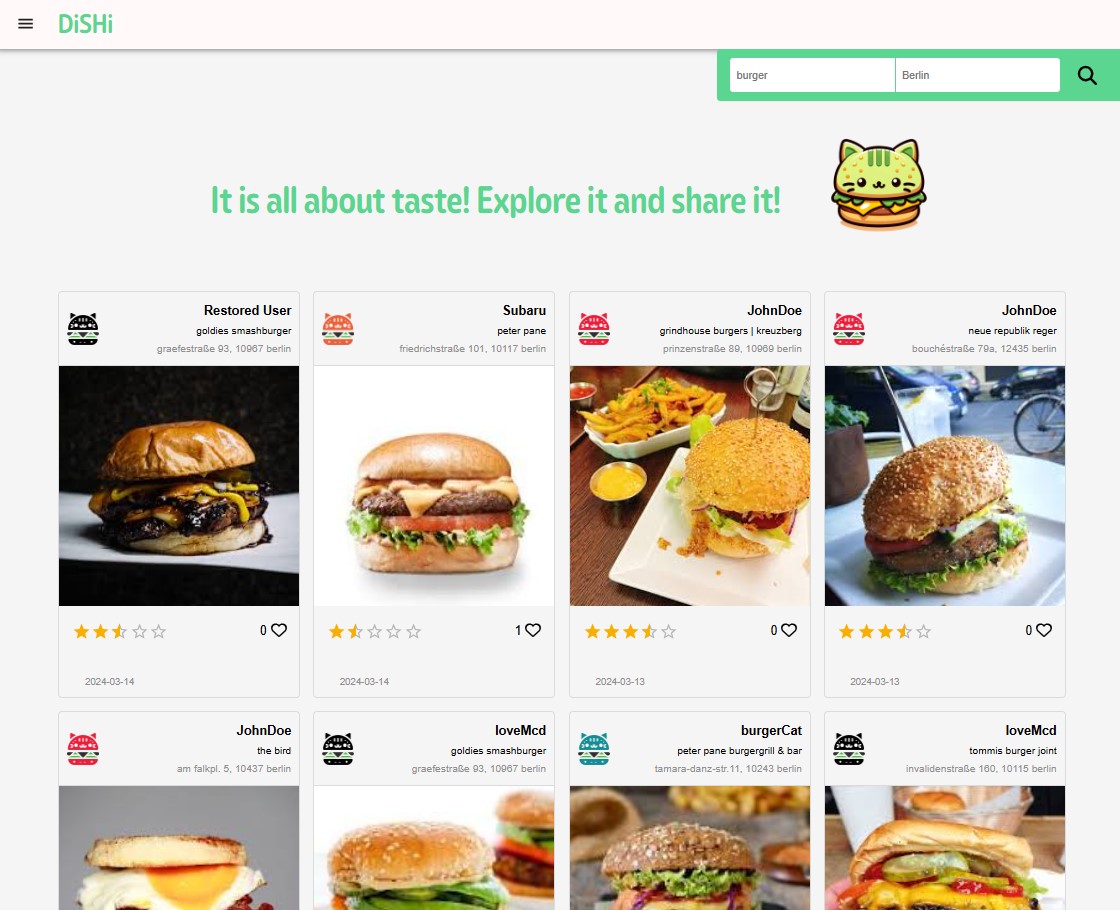 DiSHi
burger
Berlin
It is all about taste! Explore it and share it!
Restored User
goldies smashburger
graefestraße 93, 10967 berlin
0
2024-03-14
Subaru
peter pane
friedrichstraße 101, 10117 berlin
1
2024-03-14
JohnDoe
grindhouse burgers | kreuzberg
prinzenstraße 89, 10969 berlin
0
2024-03-13
JohnDoe
neue republik reger
bouchéstraße 79a, 12435 berlin
0
2024-03-13
JohnDoe
the bird
am falkpl. 5, 10437 berlin
loveMcd
goldies smashburger
graefestraße 93, 10967 berlin
burgerCat
peter pane burgergrill & bar
tamara-danz-str.11, 10243 berlin
loveMcd
tommis burger joint
invalidenstraße 160, 10115 berlin